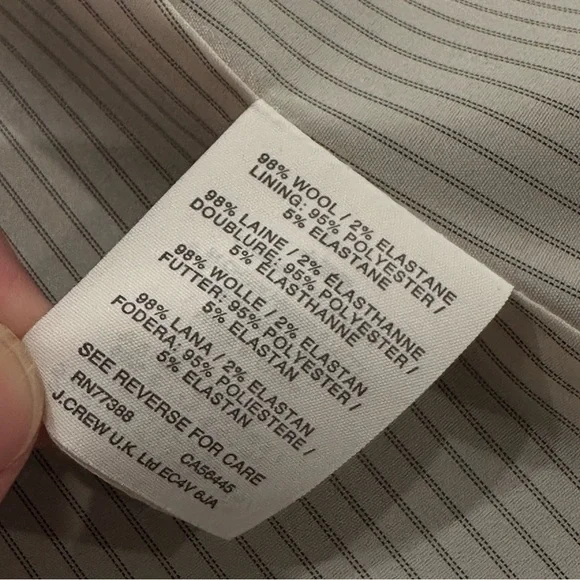 98% WOOL / 2% ELASTANE
LINING: 95% POLYESTER /
5% ELASTANE
98% LAINE / 2% ELASTHANNE
DOUBLURE: 95% POLYESTER /
5% ELASTHANNE
98% WOLLE / 2% ELASTAN
FUTTER: 95% POLYESTER /
5% ELASTAN
98% LANA / 2% ELASTAN
FODERA: 95% POLIESTERE /
5% ELASTAN
SEE REVERSE FOR CARE
RN77388 CA56445
J.CREW U.K. Ltd EC4V 6JA